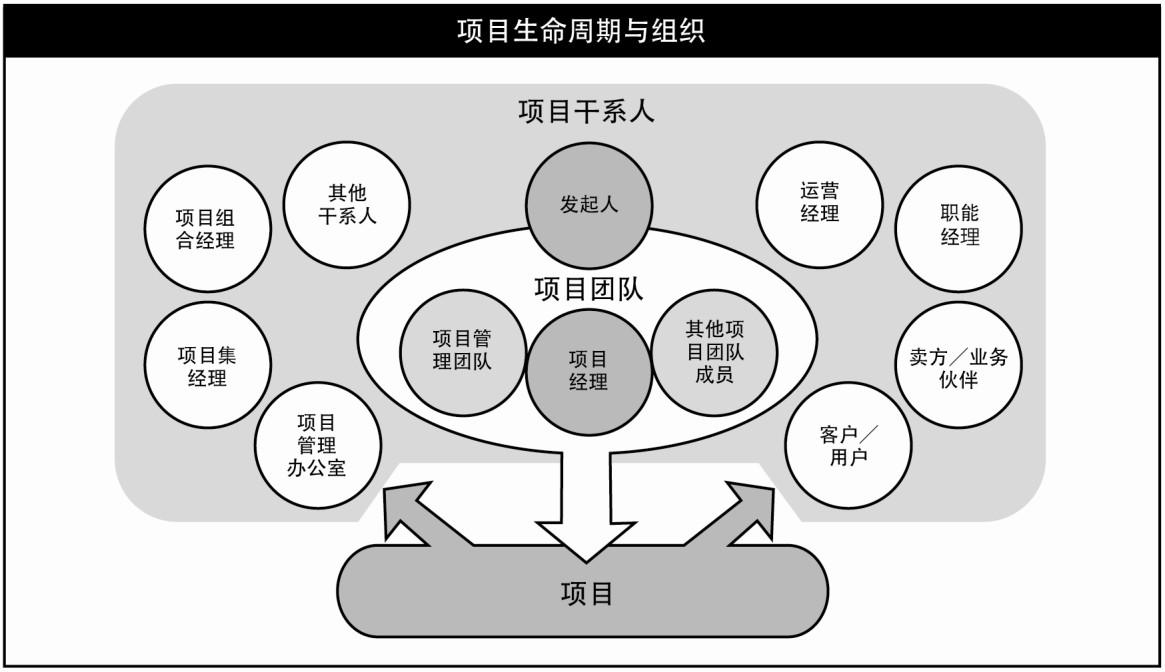 项目生命周期与组织
项目干系人
项目组
合经理
其他
干系人
发起人
运营
经理
职能
经理
项目团队
项目集
经理
项目管
理团队
项目
经理
其他项
目团队
成员
卖方／业务
伙伴
项目
管理
办公室
客户／
用户
项目